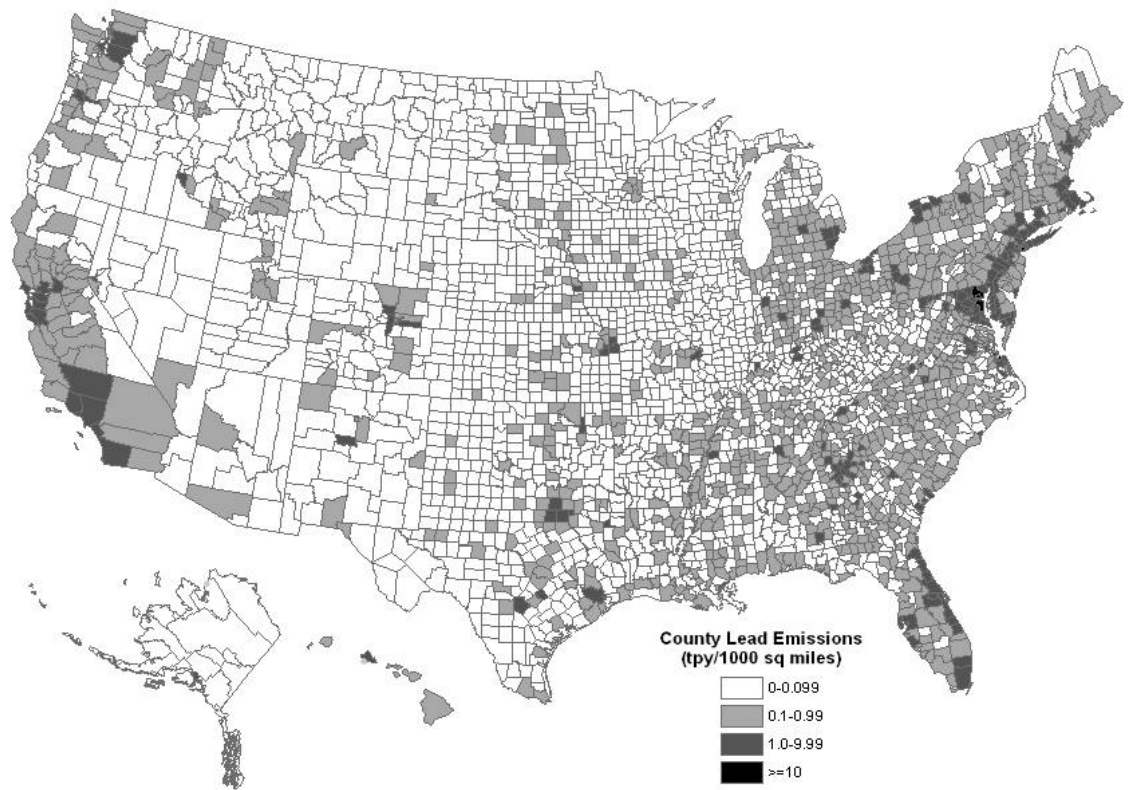 County Lead Emissions
(tpy/1000 sq miles)
0-0.099
0.1-0.99
1.0-9.99
>=10